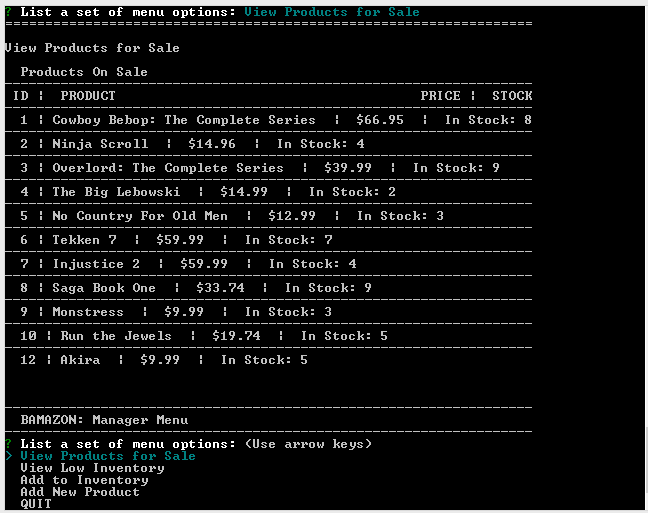 ? List a set of menu options: View Products for Sale
==================================================================
View Products for Sale
Products On Sale
ID ¦ PRODUCT PRICE ¦ STOCK
1 ¦ Cowboy Bebop: The Complete Series ¦ $66.95 ¦ In Stock: 8
2 ¦ Ninja Scroll ¦ $14.96 ¦ In Stock: 4
3 ¦ Overlord: The Complete Series ¦ $39.99 ¦ In Stock: 9
4 ¦ The Big Lebowski ¦ $14.99 ¦ In Stock: 2
5 ¦ No Country For Old Men ¦ $12.99 ¦ In Stock: 3
6 ¦ Tekken 7 ¦ $59.99 ¦ In Stock: 7
7 ¦ Injustice 2 ¦ $59.99 ¦ In Stock: 4
8 ¦ Saga Book One ¦ $33.74 ¦ In Stock: 9
9 ¦ Monstress ¦ $9.99 ¦ In Stock: 3
10 ¦ Run the Jewels ¦ $19.74 ¦ In Stock: 5
12 ¦ Akira ¦ $9.99 ¦ In Stock: 5
BAMAZON: Manager Menu
? List a set of menu options: (Use arrow keys)
> View Products for Sale
View Low Inventory
Add to Inventory
Add New Product
QUIT